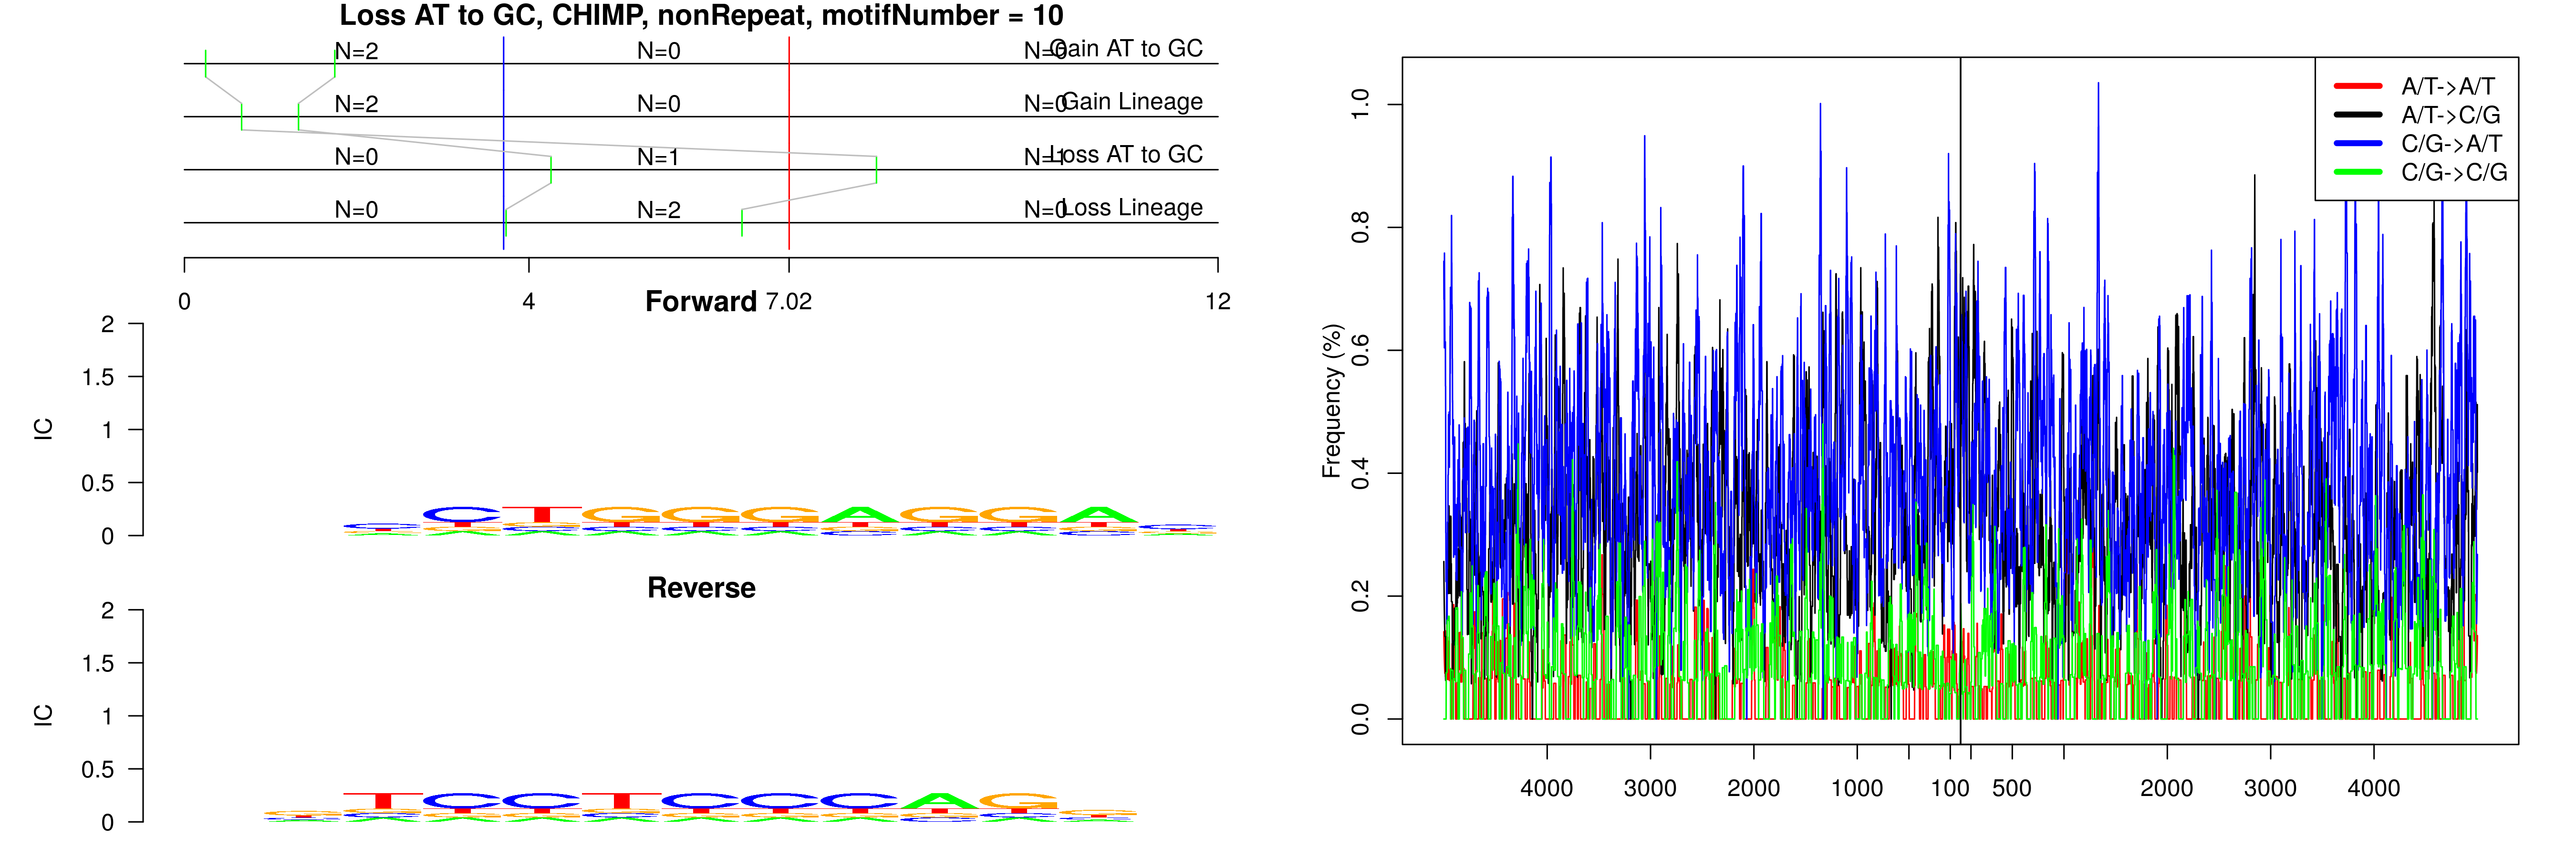 Loss AT to GC, CHIMP, nonRepeat, motifNumber = 10
N=2 N=0 N=0 Gain AT to GC
N=2 N=0 N=0 Gain Lineage
N=0 N=1 N=1 Loss AT to GC
N=0 N=2 N=0 Loss Lineage
0 4 7.02 12
Forward
IC
2
1.5
1
0.5
0
CTGGGAGGA
Reverse
IC
2
1.5
1
0.5
0
TCCTCCCAG
A/T->A/T
A/T->C/G
C/G->A/T
C/G->C/G
Frequency (%)
1.0
0.8
0.6
0.4
0.2
0.0
4000 3000 2000 1000 100 500 2000 3000 4000